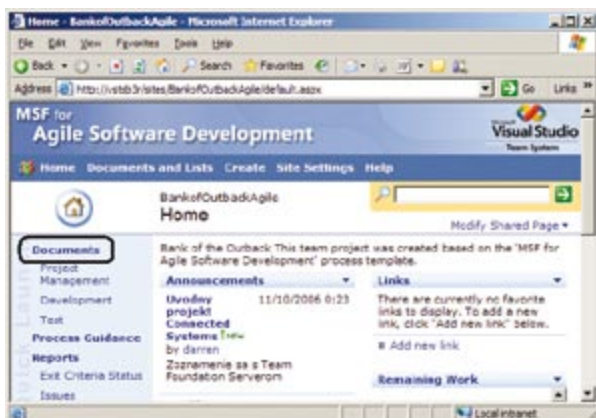 Home - BankofOutbackAgile - Microsoft Internet Explorer
File Edit View Favorites Tools Help
Back Search Favorites
Address http://vstsb3r/sites/BankofOutbackAgile/default.aspx Go Links
MSF for
Agile Software Development
Microsoft
Visual Studio
Team System
Home Documents and Lists Create Site Settings Help
BankofOutbackAgile
Home
Modify Shared Page
Documents
Project
Management
Development
Test
Process Guidance
Reports
Exit Criteria Status
Issues
Quick Laun
Bank of the Outback This team project was created based on the 'MSF for
Agile Software Development' process
template.
Announcements
Uvodny
projekt
Connected
Systems
11/10/2006 0:23
by darren
Zoznamenie sa s Team
Foundation Serverom
Links
There are currently no favorite
links to display. To add a new
link, click "Add new link" below.
Add new link
Remaining Work
Local intranet